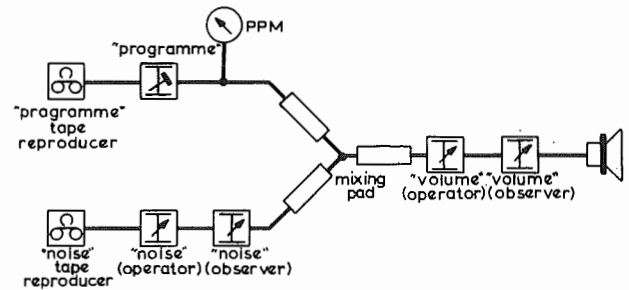 PPM
"programme"
"programme"
tape
reproducer
mixing
pad
"volume"
(operator)
"volume"
(observer)
"noise"
tape
reproducer
"noise"
(operator)
"noise"
(observer)